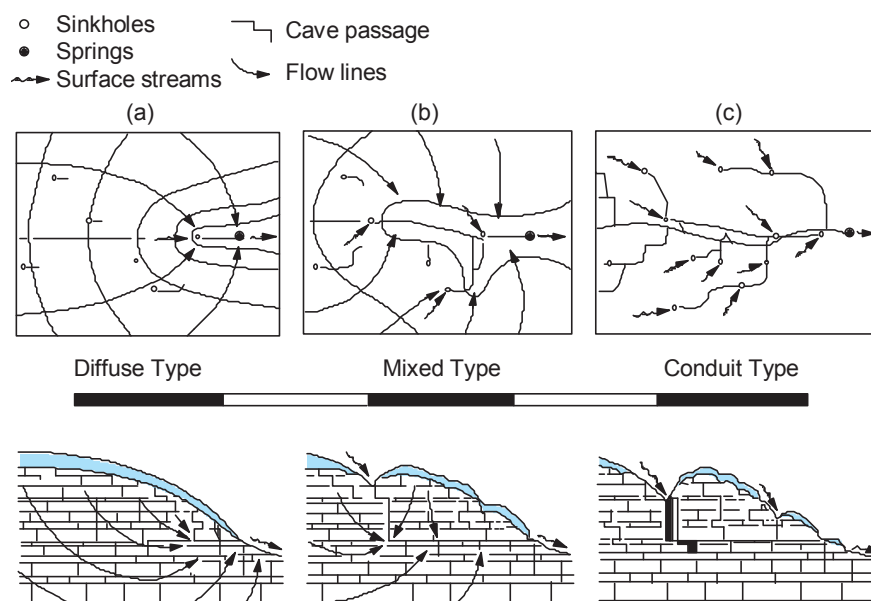 Sinkholes
Springs
Surface streams
Cave passage
Flow lines
(a)
(b)
(c)
Diffuse Type
Mixed Type
Conduit Type